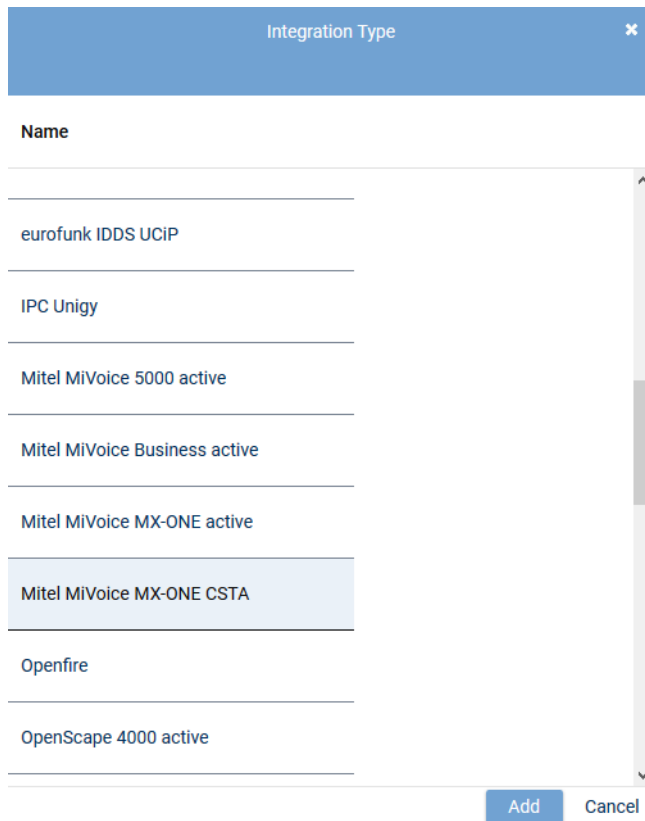 Integration Type
Name
eurofunk IDDS UCiP
IPC Unigy
Mitel MiVoice 5000 active
Mitel MiVoice Business active
Mitel MiVoice MX-ONE active
Mitel MiVoice MX-ONE CSTA
Openfire
OpenScape 4000 active
Add Cancel